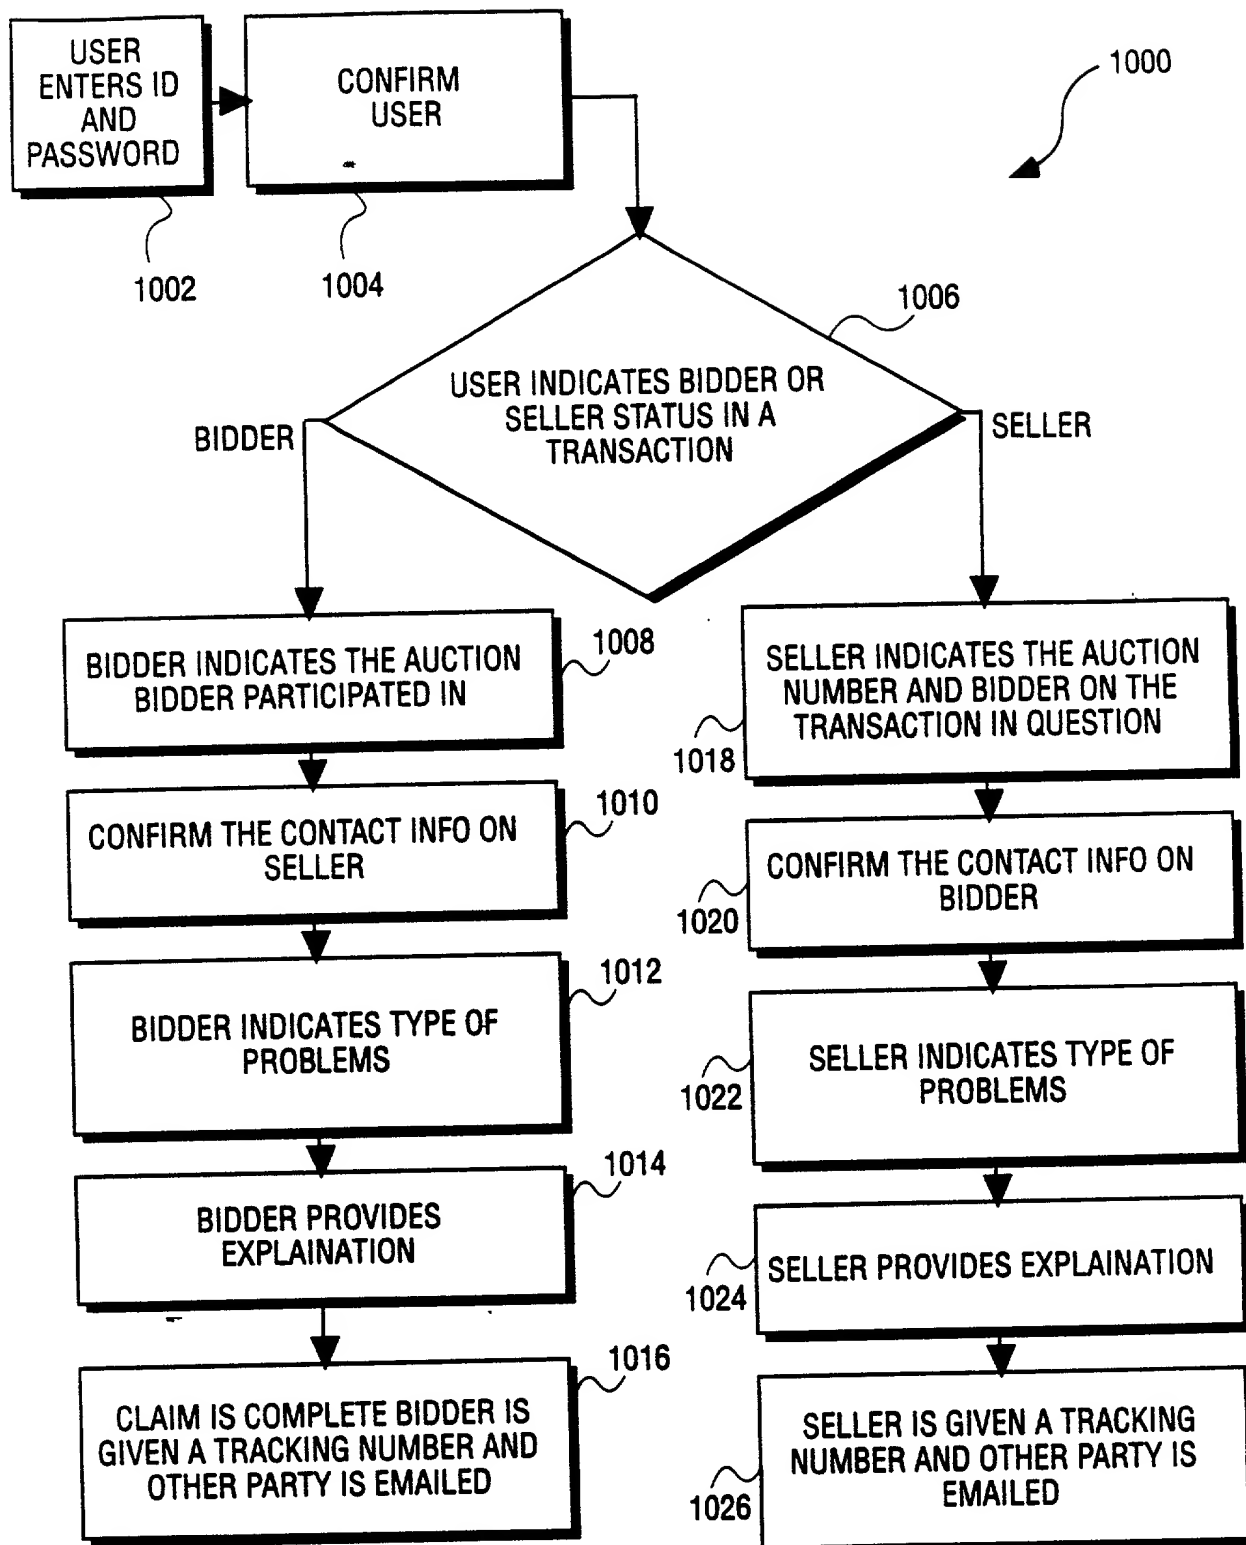 USER
ENTERS ID
AND
PASSWORD
1002
CONFIRM
USER
1004
1000
USER INDICATES BIDDER OR
SELLER STATUS IN A
TRANSACTION
1006
BIDDER
SELLER
BIDDER INDICATES THE AUCTION
BIDDER PARTICIPATED IN
1008
CONFIRM THE CONTACT INFO ON
SELLER
1010
BIDDER INDICATES TYPE OF
PROBLEMS
1012
BIDDER PROVIDES
EXPLAINATION
1014
CLAIM IS COMPLETE BIDDER IS
GIVEN A TRACKING NUMBER AND
OTHER PARTY IS EMAILED
1016
SELLER INDICATES THE AUCTION
NUMBER AND BIDDER ON THE
TRANSACTION IN QUESTION
1018
CONFIRM THE CONTACT INFO ON
BIDDER
1020
SELLER INDICATES TYPE OF
PROBLEMS
1022
SELLER PROVIDES EXPLAINATION
1024
SELLER IS GIVEN A TRACKING
NUMBER AND OTHER PARTY IS
EMAILED
1026